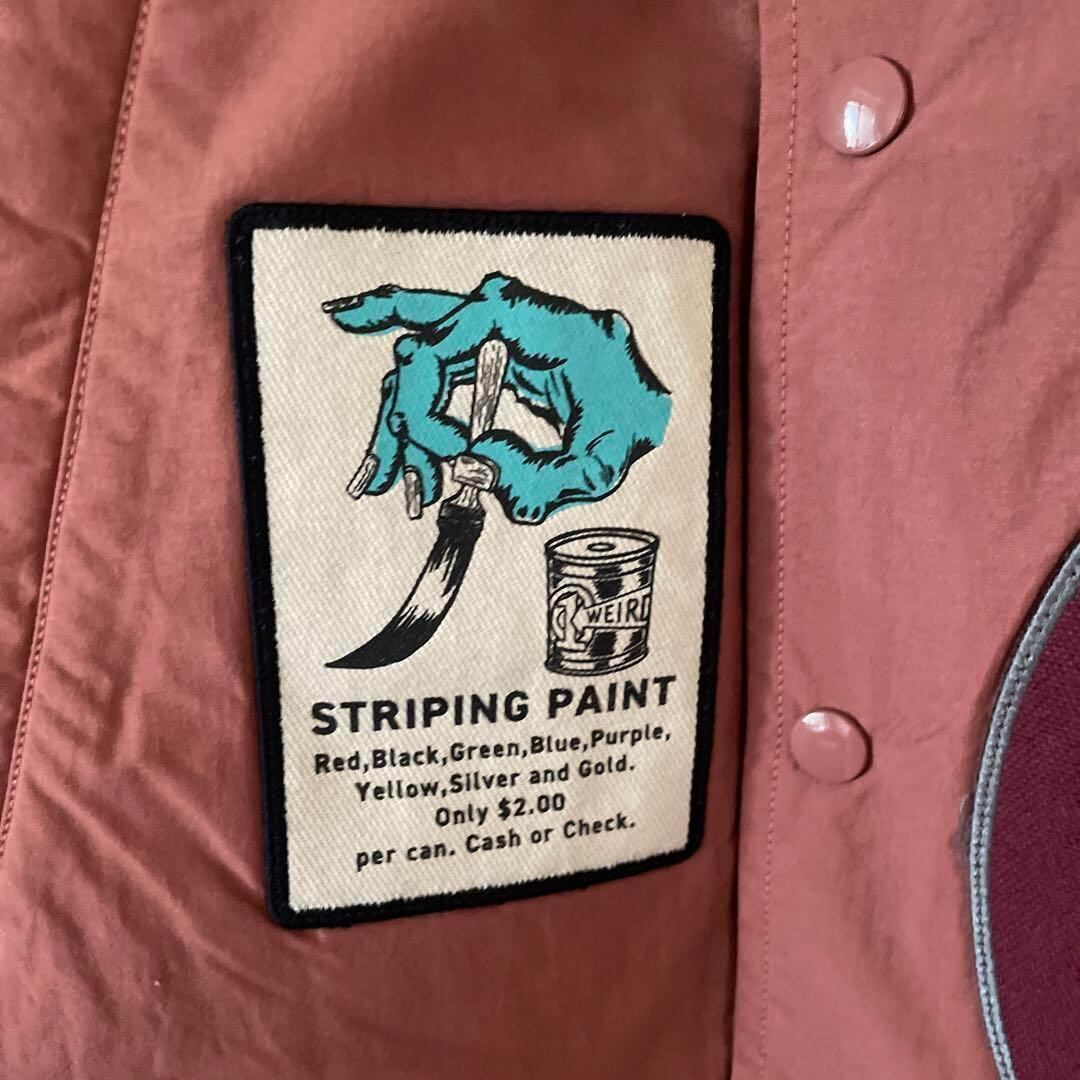 WEIRD
STRIPING PAINT
Red,Black,Green,Blue,Purple,
Yellow,Silver and Gold.
Only $2.00
per can. Cash or Check.